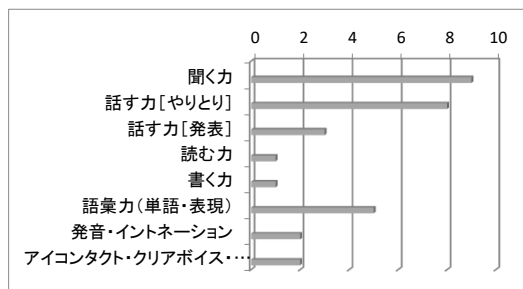 0 2 4 6 8 10
聞く力
話す力[やりとり]
話す力[発表]
読む力
書く力
語彙力(単語・表現)
発音・イントネーション
アイコンタクト・クリアボイス・…